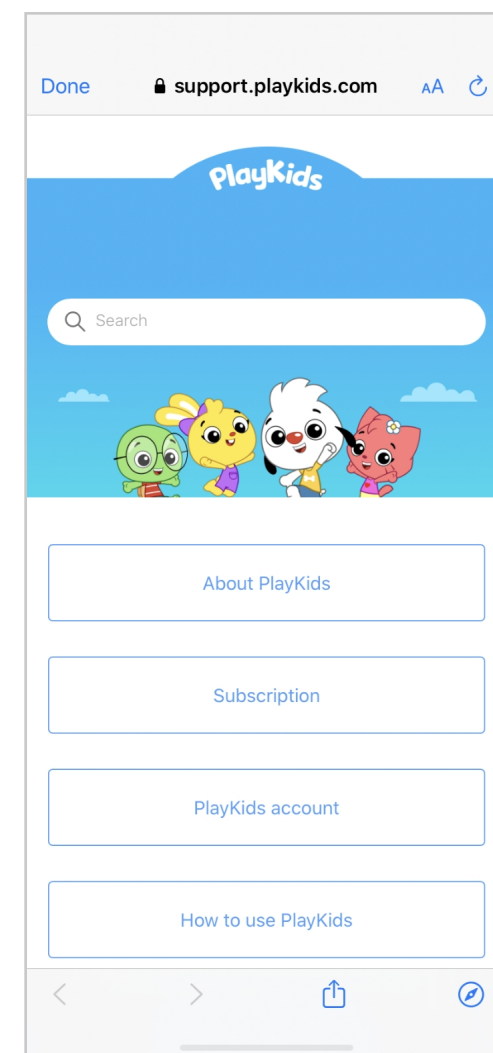 Done support.playkids.com AA
PlayKids
Search
About PlayKids
Subscription
PlayKids account
How to use PlayKids